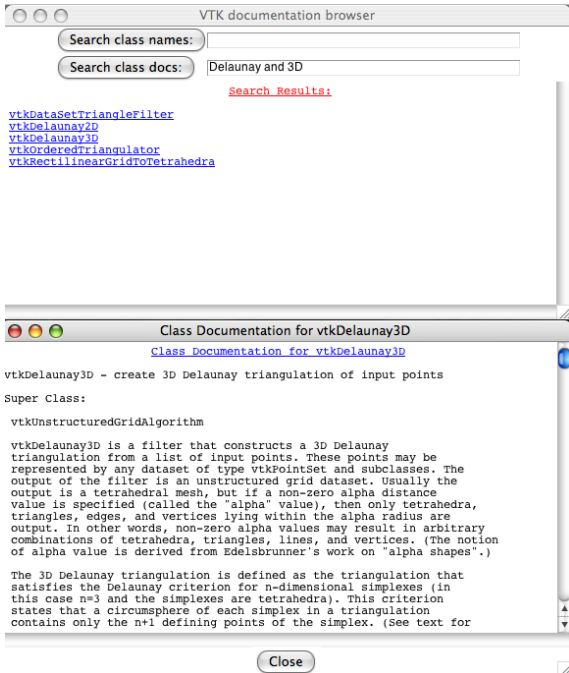 VTK documentation browser
Search class names:
Search class docs: Delaunay and 3D
Search Results:
vtkDataSetTriangleFilter
vtkDelaunay2D
vtkDelaunay3D
vtkOrderedTriangulator
vtkRectilinearGridToTetrahedra
Class Documentation for vtkDelaunay3D
Class Documentation for vtkDelaunay3D
vtkDelaunay3D - create 3D Delaunay triangulation of input points
Super Class:
vtkUnstructuredGridAlgorithm
vtkDelaunay3D is a filter that constructs a 3D Delaunay
triangulation from a list of input points. These points may be
represented by any dataset of type vtkPointSet and subclasses. The
output of the filter is an unstructured grid dataset. Usually the
output is a tetrahedral mesh, but if a non-zero alpha distance
value is specified (called the "alpha" value), then only tetrahedra,
triangles, edges, and vertices lying within the alpha radius are
output. In other words, non-zero alpha values may result in arbitrary
combinations of tetrahedra, triangles, lines, and vertices. (The notion
of alpha value is derived from Edelsbrunner's work on "alpha shapes".)
The 3D Delaunay triangulation is defined as the triangulation that
satisfies the Delaunay criterion for n-dimensional simplexes (in
this case n=3 and the simplexes are tetrahedra). This criterion
states that a circumsphere of each simplex in a triangulation
contains only the n+1 defining points of the simplex. (See text for
Close